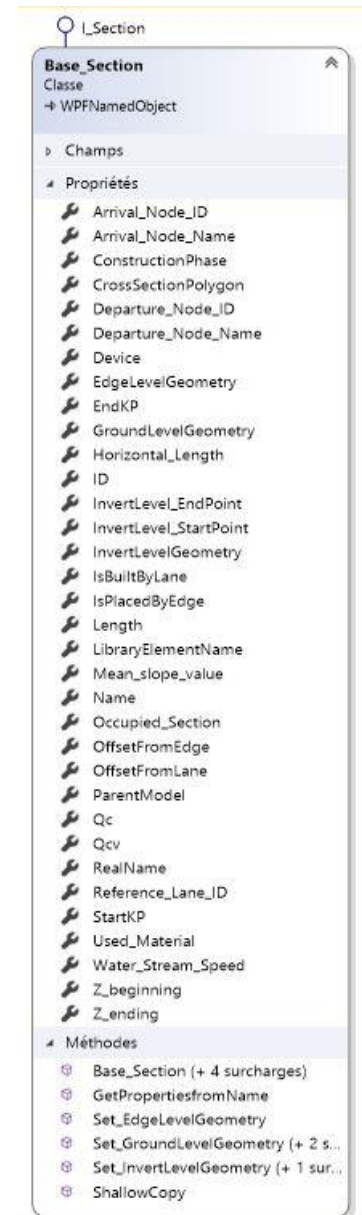 I_Section
Base_Section
Classe
WPFNamedObject
Champs
Propriétés
Arrival_Node_ID
Arrival_Node_Name
ConstructionPhase
CrossSectionPolygon
Departure_Node_ID
Departure_Node_Name
Device
EdgeLevelGeometry
EndKP
GroundLevelGeometry
Horizontal_Length
ID
InvertLevel_EndPoint
InvertLevel_StartPoint
InvertLevelGeometry
IsBuiltByLane
IsPlacedByEdge
Length
LibraryElementName
Mean_slope_value
Name
Occupied_Section
OffsetFromEdge
OffsetFromLane
ParentModel
Qc
Qcv
RealName
Reference_Lane_ID
StartKP
Used_Material
Water_Stream_Speed
Z_beginning
Z_ending
Méthodes
Base_Section (+ 4 surcharges)
GetPropertiesfromName
Set_EdgeLevelGeometry
Set_GroundLevelGeometry (+ 2 s...
Set_InvertLevelGeometry (+ 1 sur...
ShallowCopy